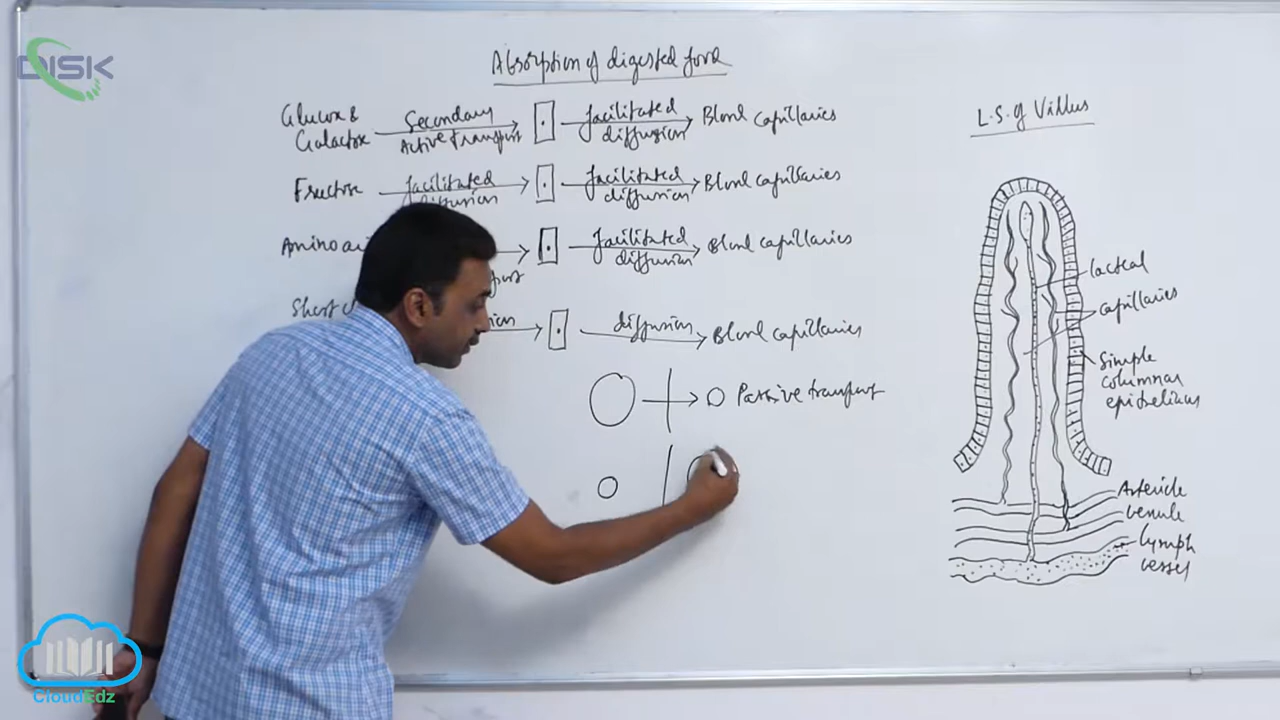 DISK
Absorption of digested food
Glucose &
Galactose
Secondary
Active Transport
facilitated
diffusion
Blood capillaries
Fructose
facilitated
diffusion
facilitated
diffusion
Blood capillaries
Amino
facilitated
diffusion
Blood capillaries
Short
diffusion
Blood capillaries
Passive transport
L.S. of Villus
lacteal
capillaries
Simple
columnar
epithelium
Arteriole
venule
Lymph
vessel
CloudEdz